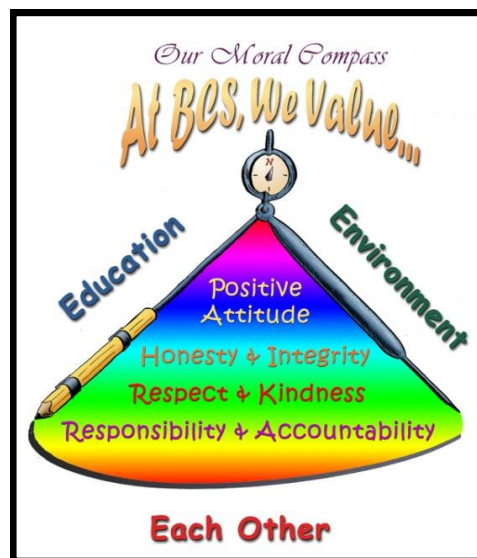 Our Moral Compass
At BCS, We Value...
N
Education
Environment
Positive
Attitude
Honesty & Integrity
Respect & Kindness
Responsibility & Accountability
Each Other